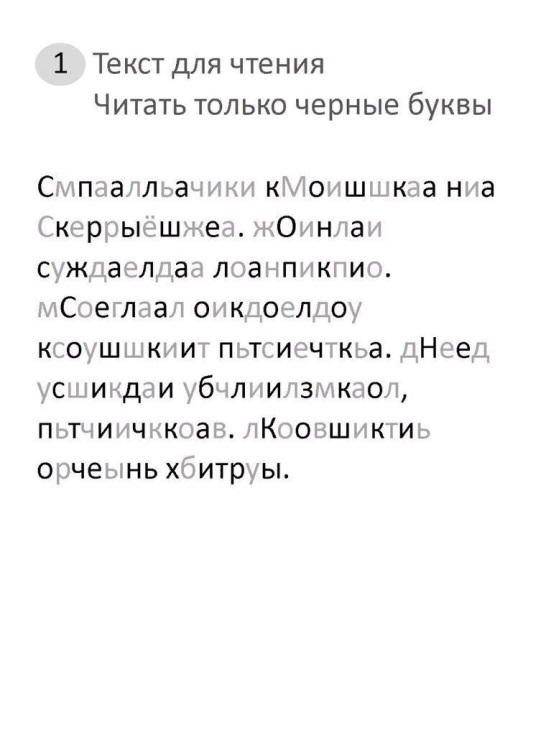 1 Текст для чтения
Читать только черные буквы
Смпаалльачики кМоишшкаа ниа
Скеррыёшжеа. жОинлаи
суждаелдаа лоанпикпио.
мСоеглаал оикдоелдоу
ксоушшкиит пьтсиечткьа. дНеед
усшикдаи убчлиилзмкаол,
пьтчиичккоав. лКоовшиктиь
орчеынь хбитруы.